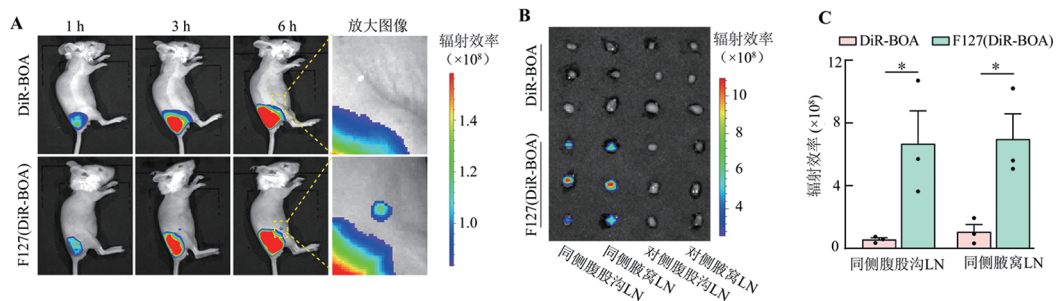 A
1 h
3 h
6 h
放大图像
辐射效率
(×10⁸)
DiR-BOA
F127(DiR-BOA)
1.4
1.2
1.0
B
DiR-BOA
F127(DiR-BOA)
同侧腹股沟LN
同侧腋窝LN
对侧腹股沟LN
对侧腋窝LN
辐射效率
(×10⁸)
10
8
6
4
C
DiR-BOA
F127(DiR-BOA)
辐射效率 (×10⁸)
12
8
4
0
*
*
同侧腹股沟LN
同侧腋窝LN